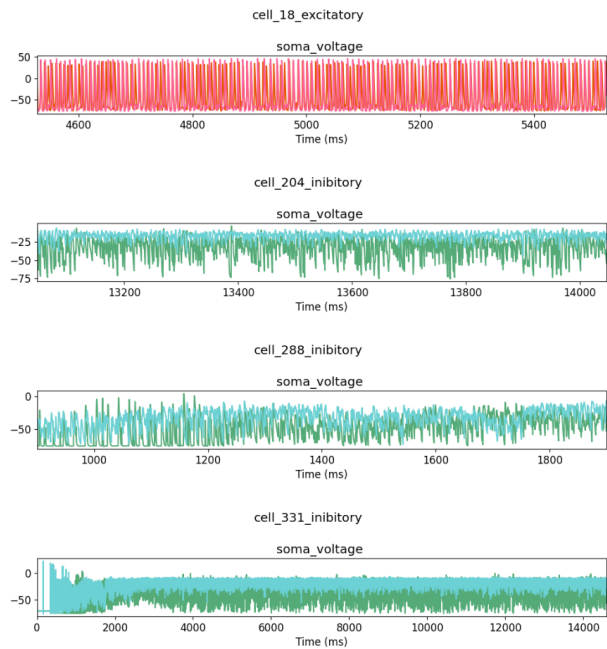 cell_18_excitatory
soma_voltage
50
0
−50
4600 4800 5000 5200 5400
Time (ms)
cell_204_inibitory
soma_voltage
−25
−50
−75
13200 13400 13600 13800 14000
Time (ms)
cell_288_inibitory
soma_voltage
0
−50
1000 1200 1400 1600 1800
Time (ms)
cell_331_inibitory
soma_voltage
0
−50
0 2000 4000 6000 8000 10000 12000 14000
Time (ms)